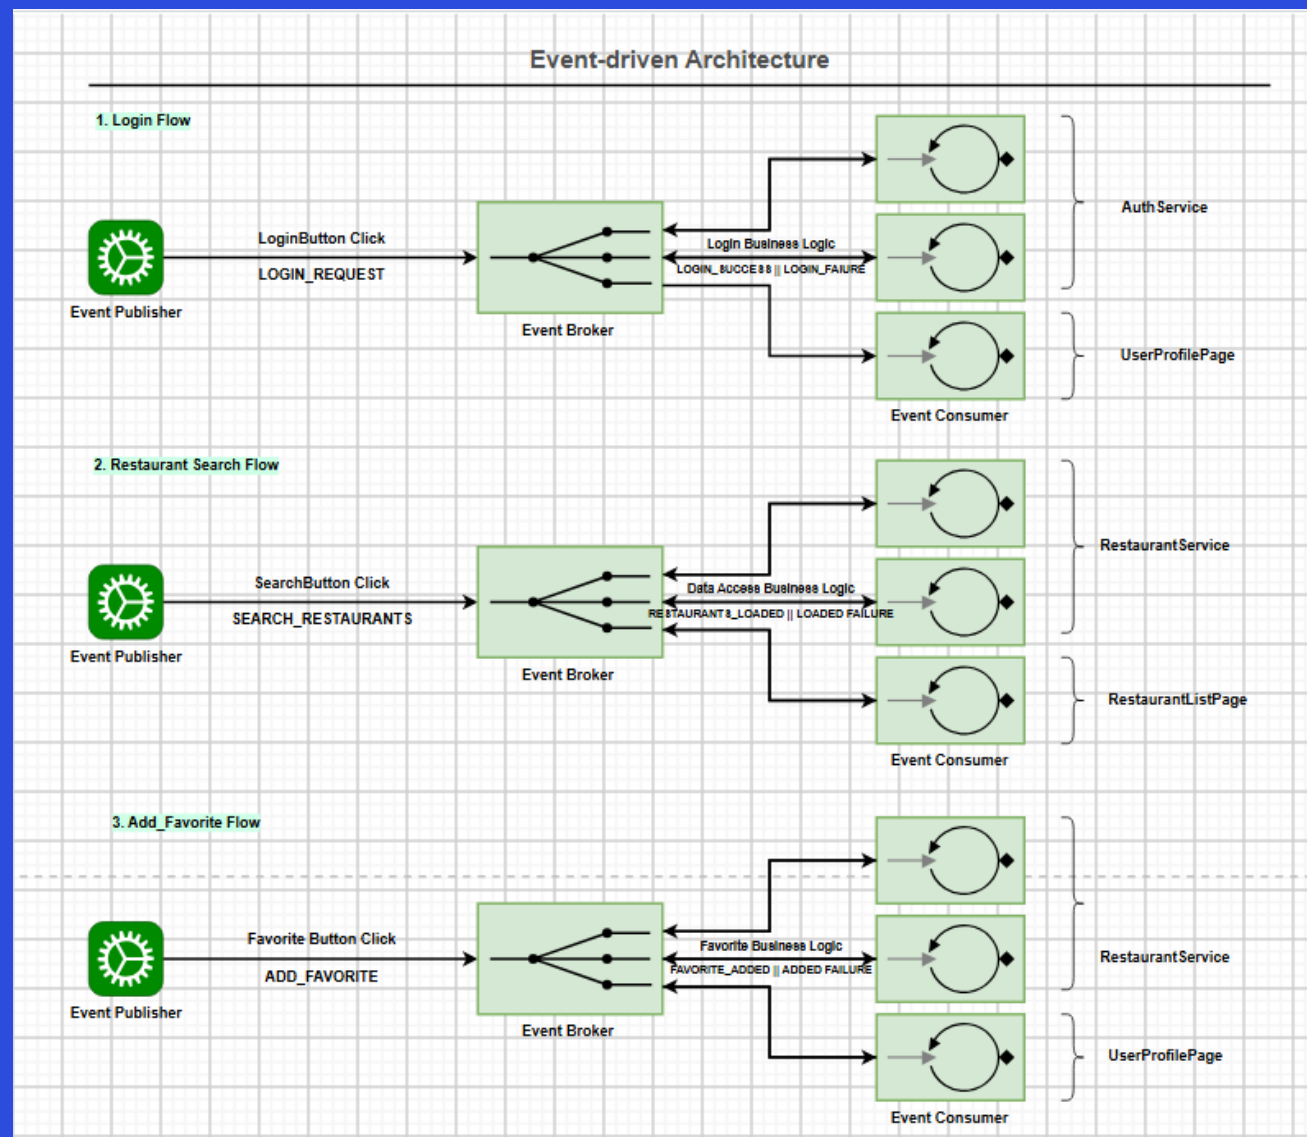 Event-driven Architecture
1. Login Flow
LoginButton Click
LOGIN_REQUEST
Event Publisher
Event Broker
Login Business Logic
LOGIN_SUCCESS || LOGIN_FAIURE
AuthService
UserProfilePage
Event Consumer
2. Restaurant Search Flow
SearchButton Click
SEARCH_RESTAURANTS
Event Publisher
Event Broker
Data Access Business Logic
RESTAURANTS_LOADED || LOADED FAILURE
RestaurantService
RestaurantListPage
Event Consumer
3. Add_Favorite Flow
Favorite Button Click
ADD_FAVORITE
Event Publisher
Event Broker
Favorite Business Logic
FAVORITE_ADDED || ADDED FAILURE
RestaurantService
UserProfilePage
Event Consumer